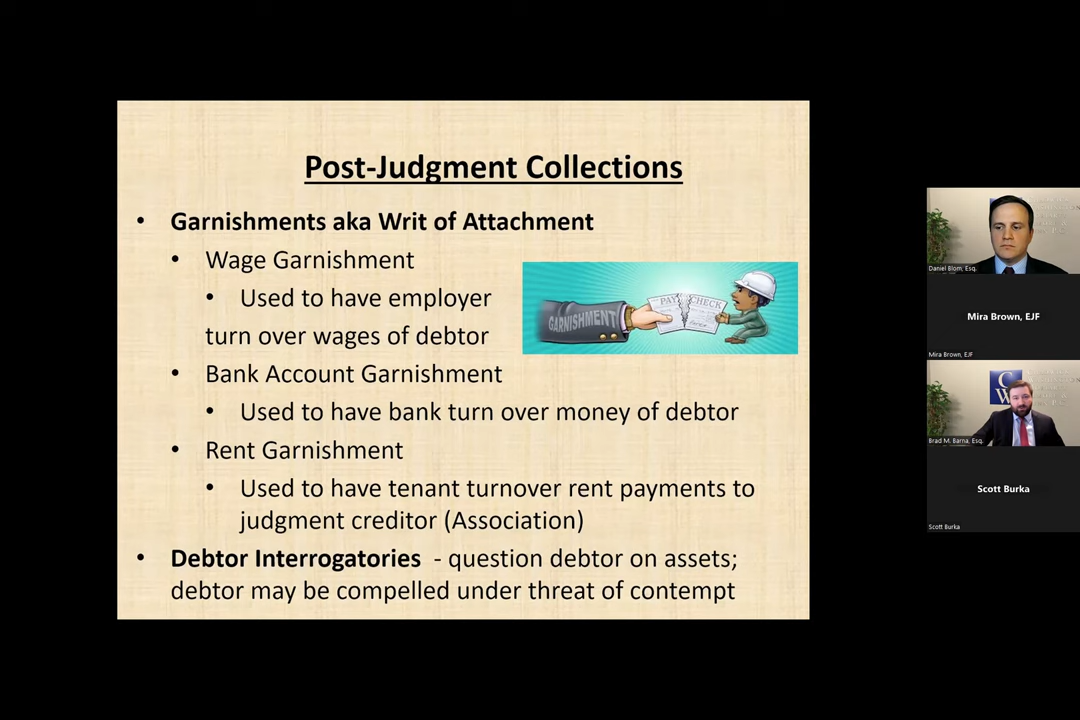 Post-Judgment Collections
• Garnishments aka Writ of Attachment
• Wage Garnishment
• Used to have employer
turn over wages of debtor
GARNISHMENT
PAY CHECK
• Bank Account Garnishment
• Used to have bank turn over money of debtor
• Rent Garnishment
• Used to have tenant turnover rent payments to
judgment creditor (Association)
• Debtor Interrogatories - question debtor on assets;
debtor may be compelled under threat of contempt
Daniel Blom, Esq.
Mira Brown, EJF
Mira Brown, EJF
C
W
Brad M. Barna, Esq.
Scott Burka
Scott Burka